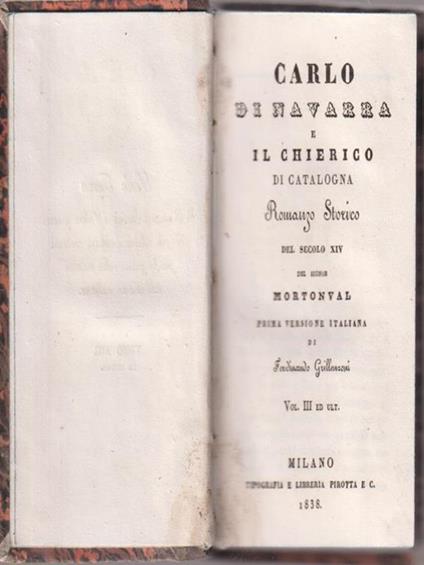 CARLO
DI NAVARRA
E
IL CHIERICO
DI CATALOGNA
Romanzo Storico
DEL SECOLO XIV
DEL SIGNOR
MORTONVAL
PRIMA VERSIONE ITALIANA
DI
Ferdinando Grillenzoni
VOL. III ED ULT.
MILANO
TIPOGRAFIA E LIBRERIA PIROTTA E C.
1838.